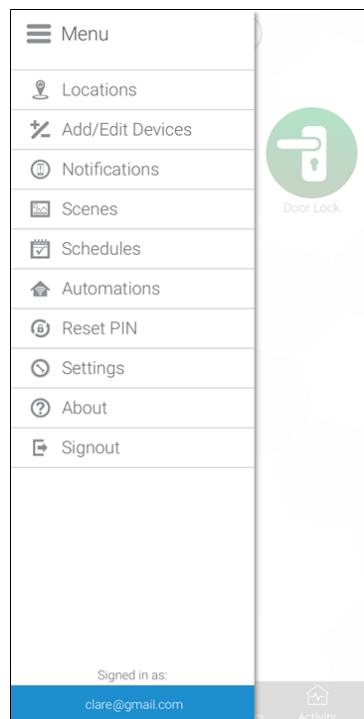 Menu
Locations
Add/Edit Devices
Door Lock
Notifications
Scenes
Schedules
Automations
Reset PIN
Settings
About
Signout
Signed in as:
clare@gmail.com
Activity